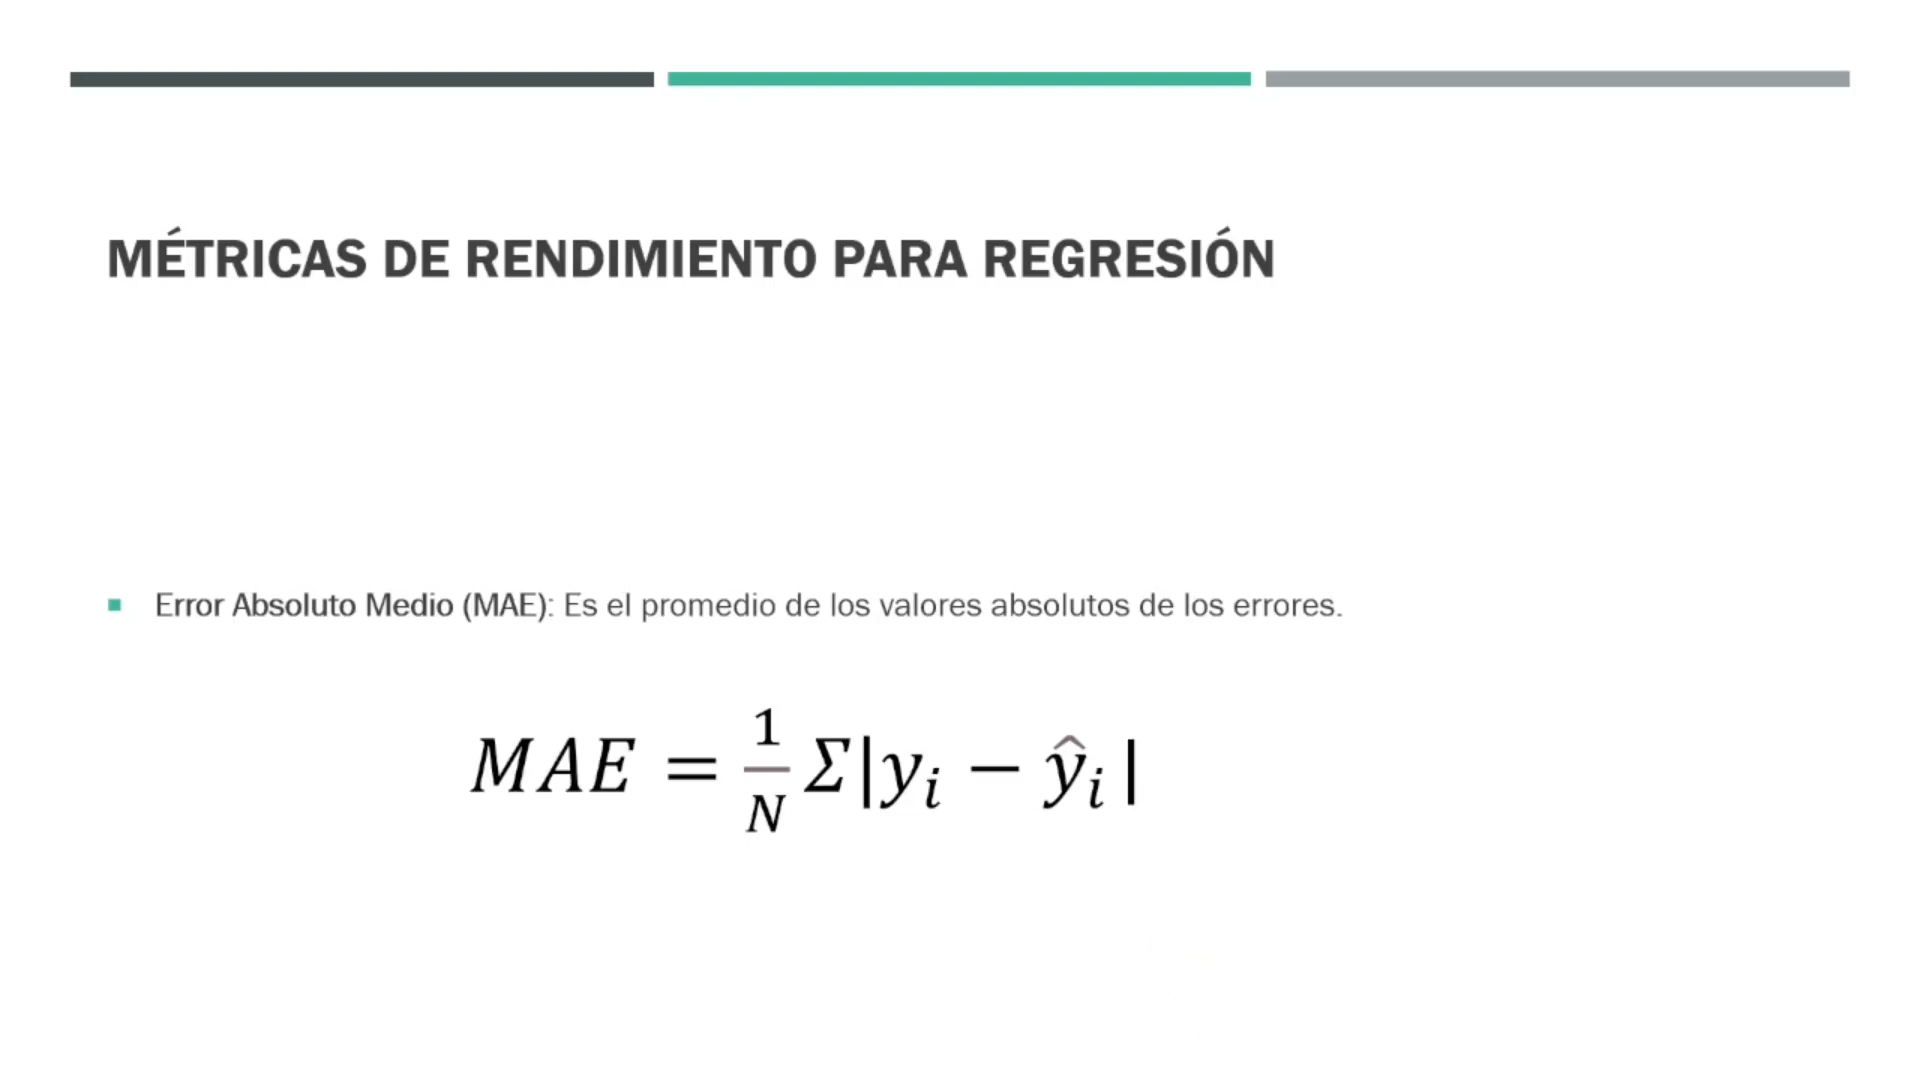 MÉTRICAS DE RENDIMIENTO PARA REGRESIÓN
Error Absoluto Medio (MAE): Es el promedio de los valores absolutos de los errores.
MAE = 1/N Σ|yᵢ − ŷᵢ|